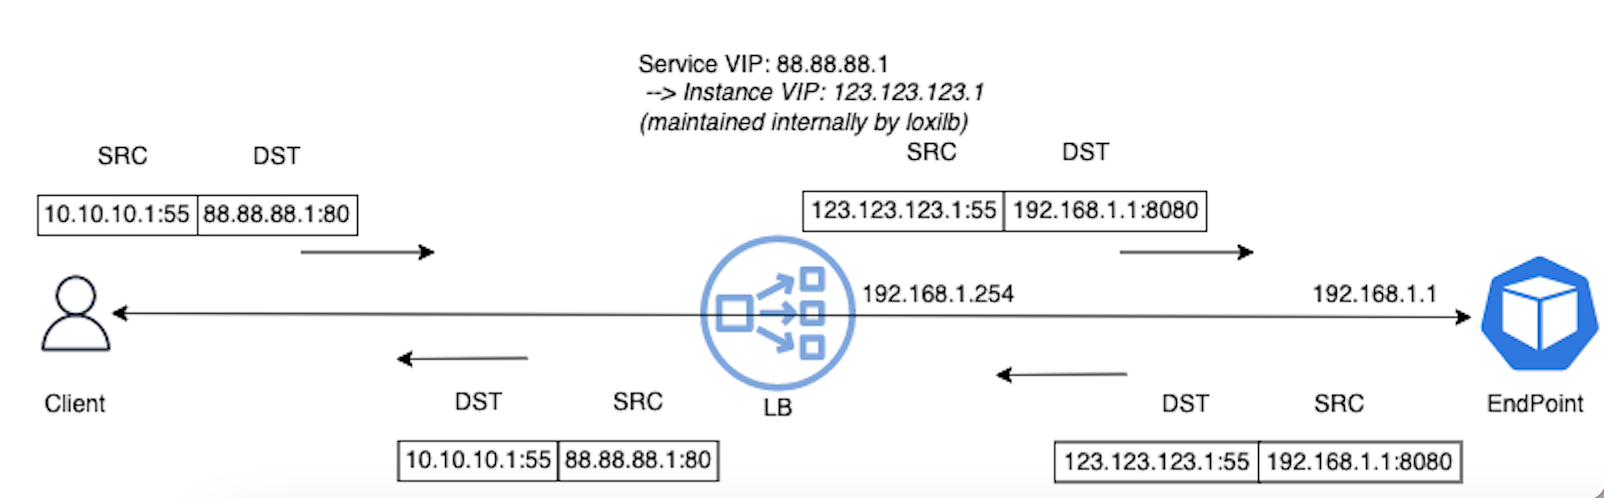 Service VIP: 88.88.88.1
--> Instance VIP: 123.123.123.1
(maintained internally by loxilb)
SRC DST
SRC DST
10.10.10.1:55 88.88.88.1:80
123.123.123.1:55 192.168.1.1:8080
192.168.1.254
192.168.1.1
Client
LB
EndPoint
DST SRC
DST SRC
10.10.10.1:55 88.88.88.1:80
123.123.123.1:55 192.168.1.1:8080